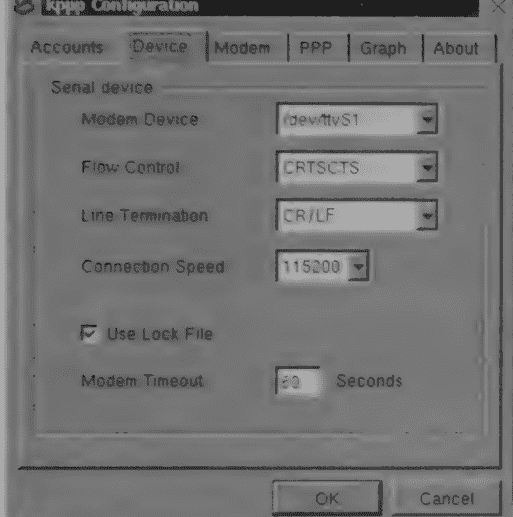 kppp Configuration
Accounts Device Modem PPP Graph About
Serial device
Modem Device /dev/ttyS1
Flow Control CRTSCTS
Line Termination CR/LF
Connection Speed 115200
Use Lock File
Modem Timeout 60 Seconds
OK Cancel